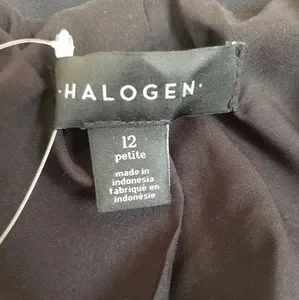 ·HALOGEN·
12
petite
made in
indonesia
fabriqué en
indonésie